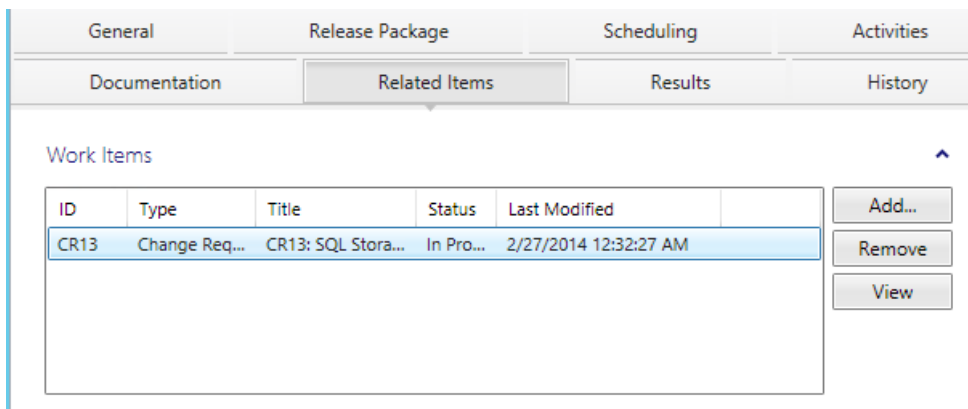 General Release Package Scheduling Activities
Documentation Related Items Results History
Work Items
ID Type Title Status Last Modified
Add...
CR13 Change Req... CR13: SQL Stora... In Pro... 2/27/2014 12:32:27 AM
Remove
View